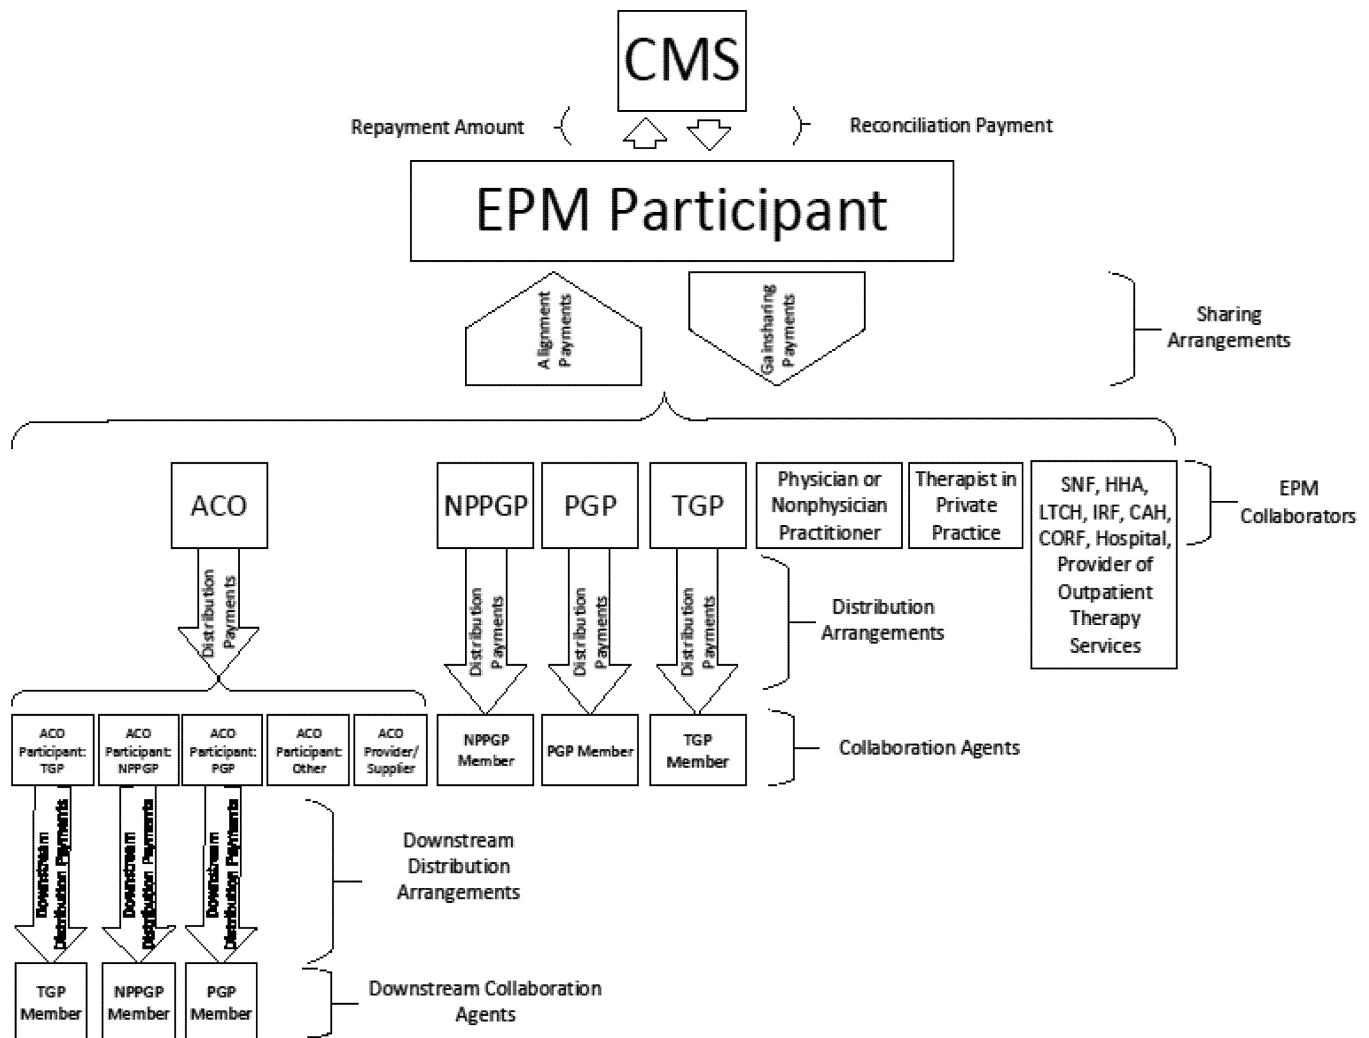 CMS
Repayment Amount
Reconciliation Payment
EPM Participant
Alignment
Payments
Gainsharing
Payments
Sharing
Arrangements
ACO
NPPGP
PGP
TGP
Physician or
Nonphysician
Practitioner
Therapist in
Private
Practice
SNF, HHA,
LTCH, IRF, CAH,
CORF, Hospital,
Provider of
Outpatient
Therapy
Services
EPM
Collaborators
Distribution
Payments
Distribution
Payments
Distribution
Payments
Distribution
Payments
Distribution
Arrangements
ACO
Participant:
TGP
ACO
Participant:
NPPGP
ACO
Participant:
PGP
ACO
Participant:
Other
ACO
Provider/
Supplier
NPPGP
Member
PGP Member
TGP
Member
Collaboration Agents
Downstream
Distribution Payments
Downstream
Distribution Payments
Downstream
Distribution Payments
Downstream
Distribution
Arrangements
TGP
Member
NPPGP
Member
PGP
Member
Downstream Collaboration
Agents